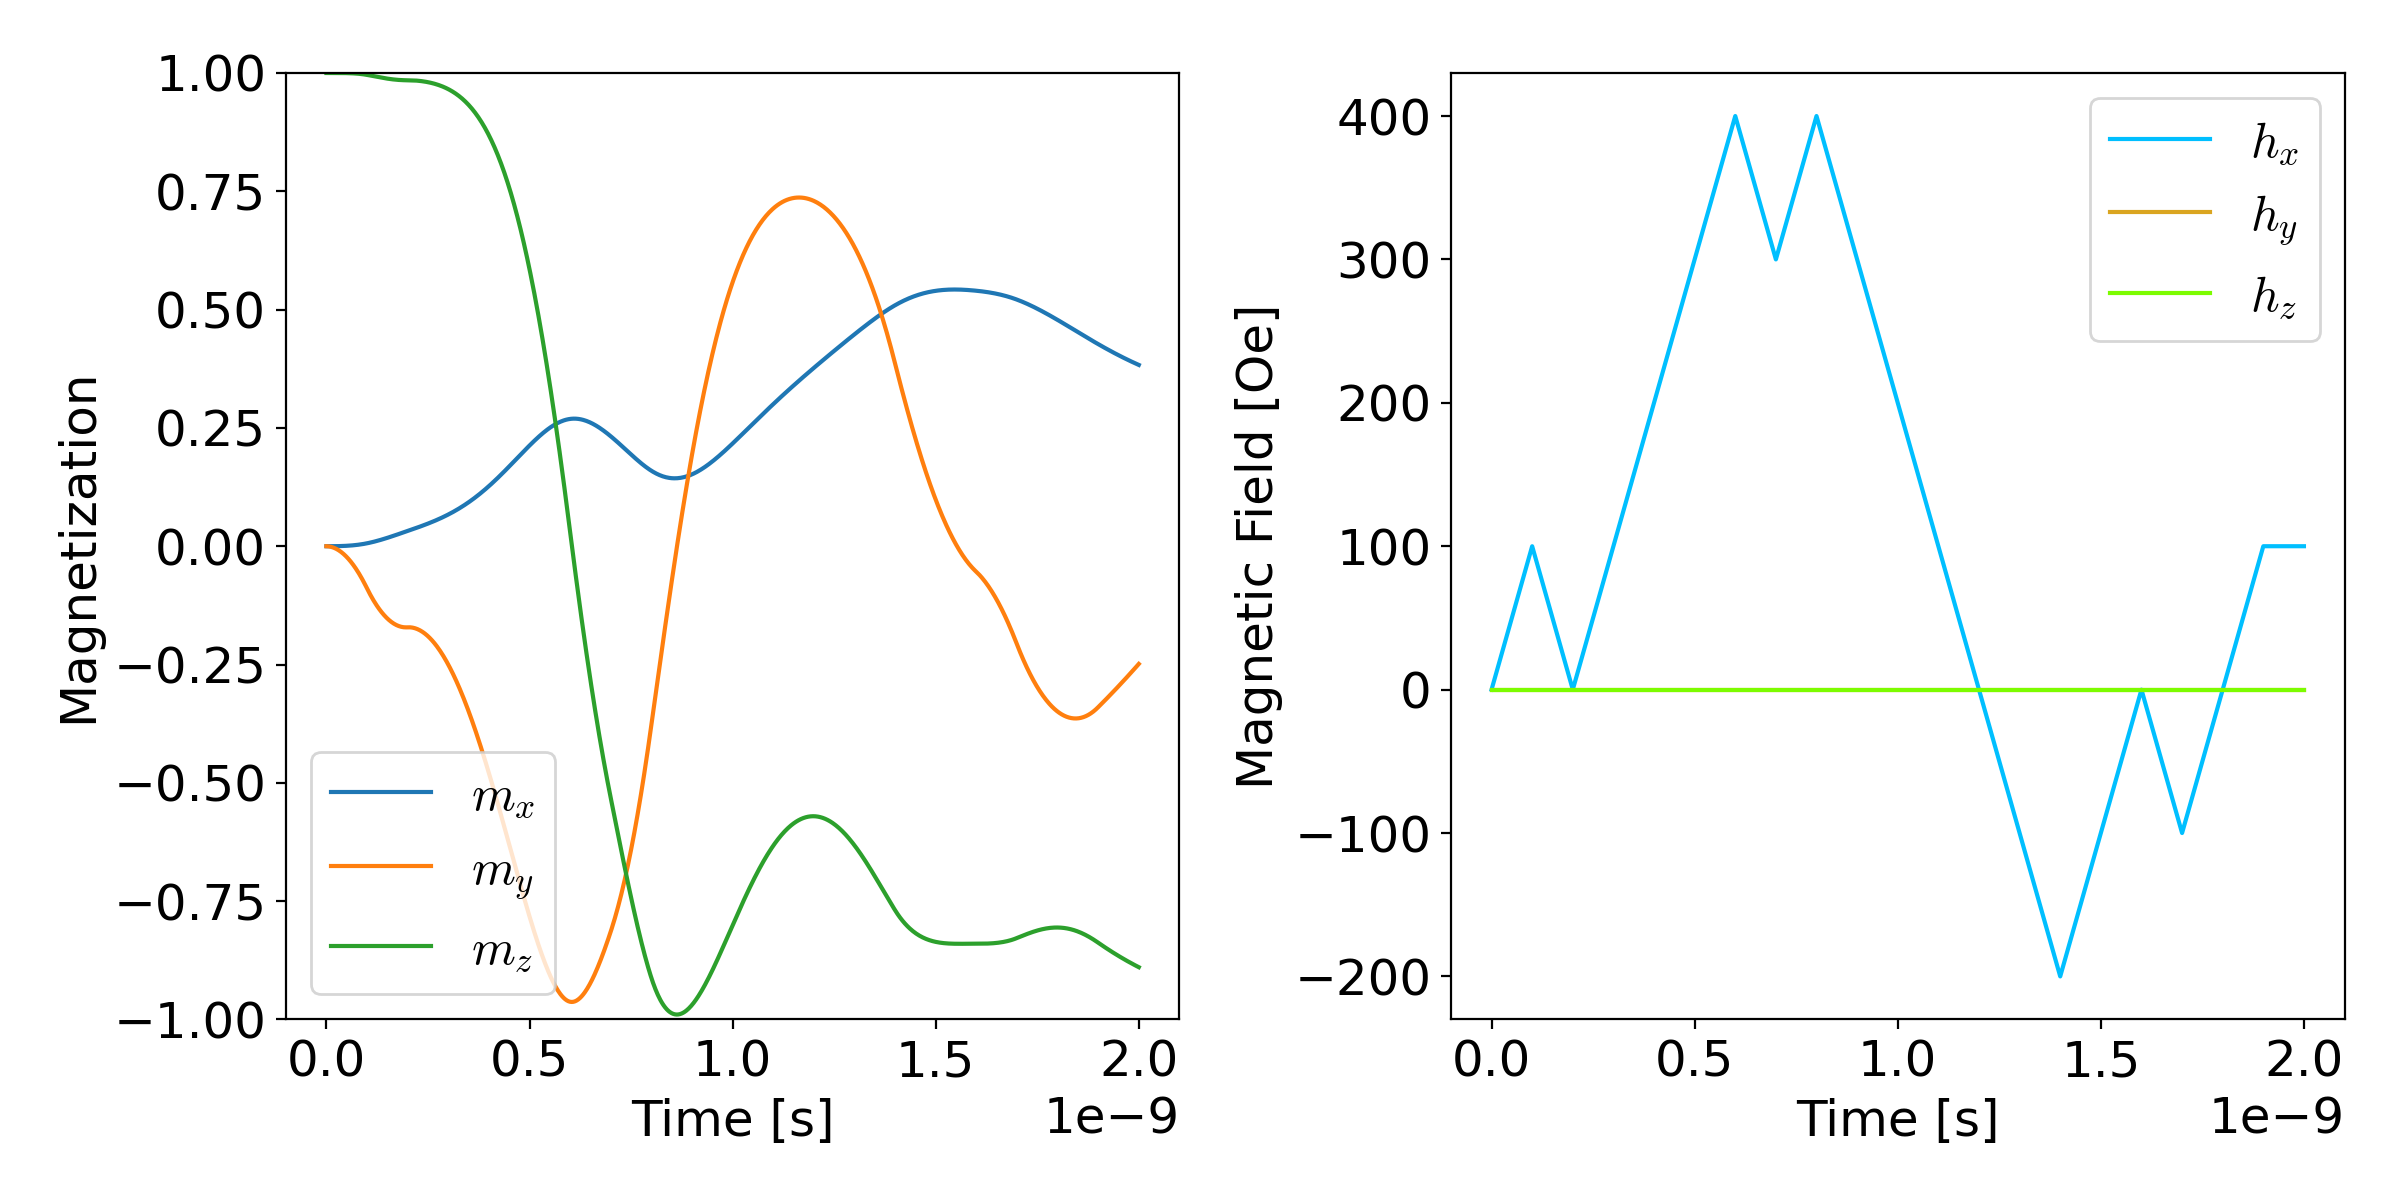 1.00
0.75
0.50
0.25
0.00
−0.25
−0.50
−0.75
−1.00
Magnetization
m_x
m_y
m_z
0.0 0.5 1.0 1.5 2.0
Time [s]
1e−9
400
300
200
100
0
−100
−200
Magnetic Field [Oe]
h_x
h_y
h_z
0.0 0.5 1.0 1.5 2.0
Time [s]
1e−9